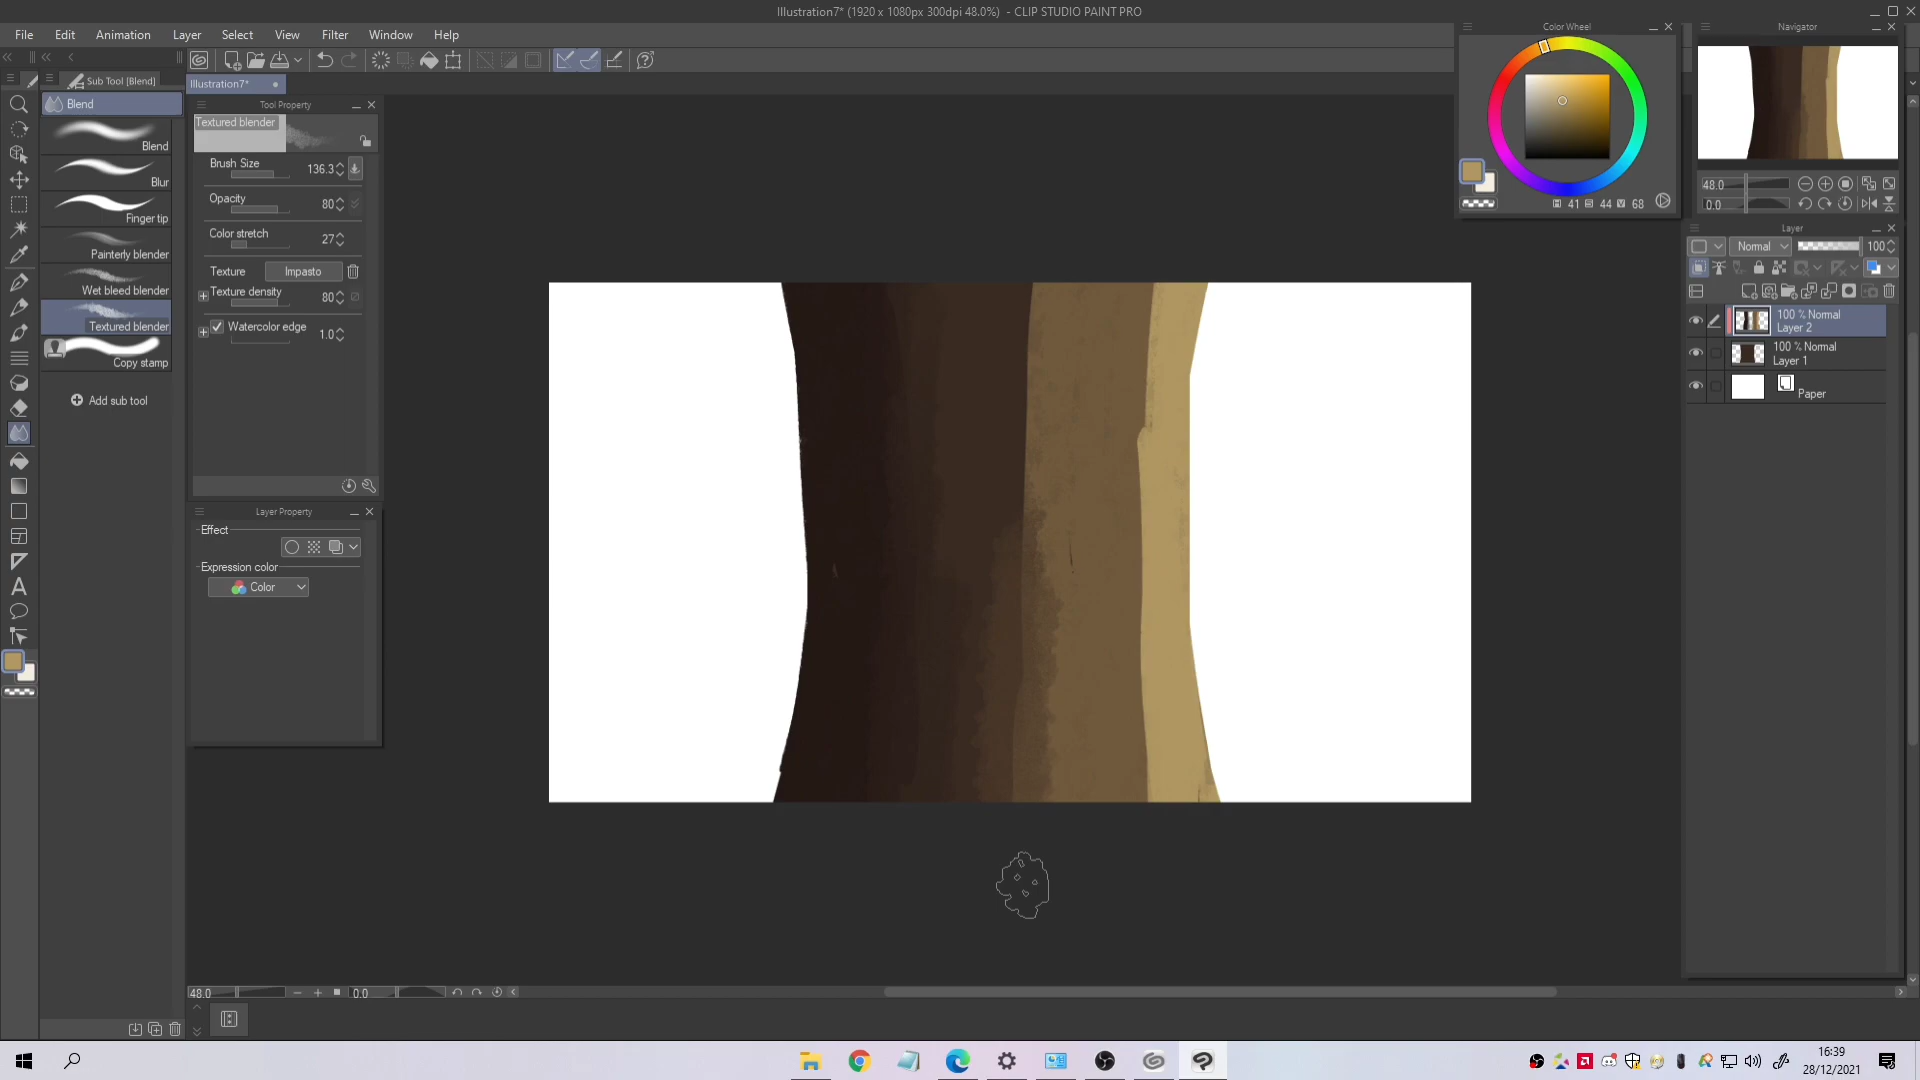 Illustration7* (1920 x 1080px 300dpi 48.0%) - CLIP STUDIO PAINT PRO
File Edit Animation Layer Select View Filter Window Help
Sub Tool [Blend]
Blend
Blend
Blur
Finger tip
Painterly blender
Wet bleed blender
Textured blender
Copy stamp
Add sub tool
Illustration7*
Tool Property
Textured blender
Brush Size 136.3
Opacity 80
Color stretch 27
Texture Impasto
Texture density 80
Watercolor edge 1.0
Layer Property
Effect
Expression color
Color
48.0 0.0
Color Wheel
H 41 S 44 V 68
Navigator
48.0
0.0
Layer
Normal 100
100 % Normal
Layer 2
100 % Normal
Layer 1
Paper
16:39
28/12/2021